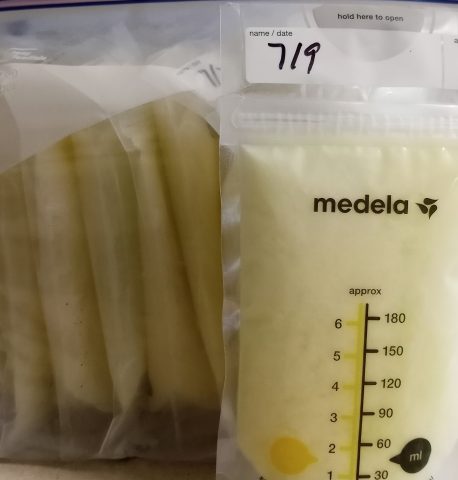 hold here to open
name / date
7/9
medela
approx
6 180
5 150
4 120
3 90
2 60
ml
1 30